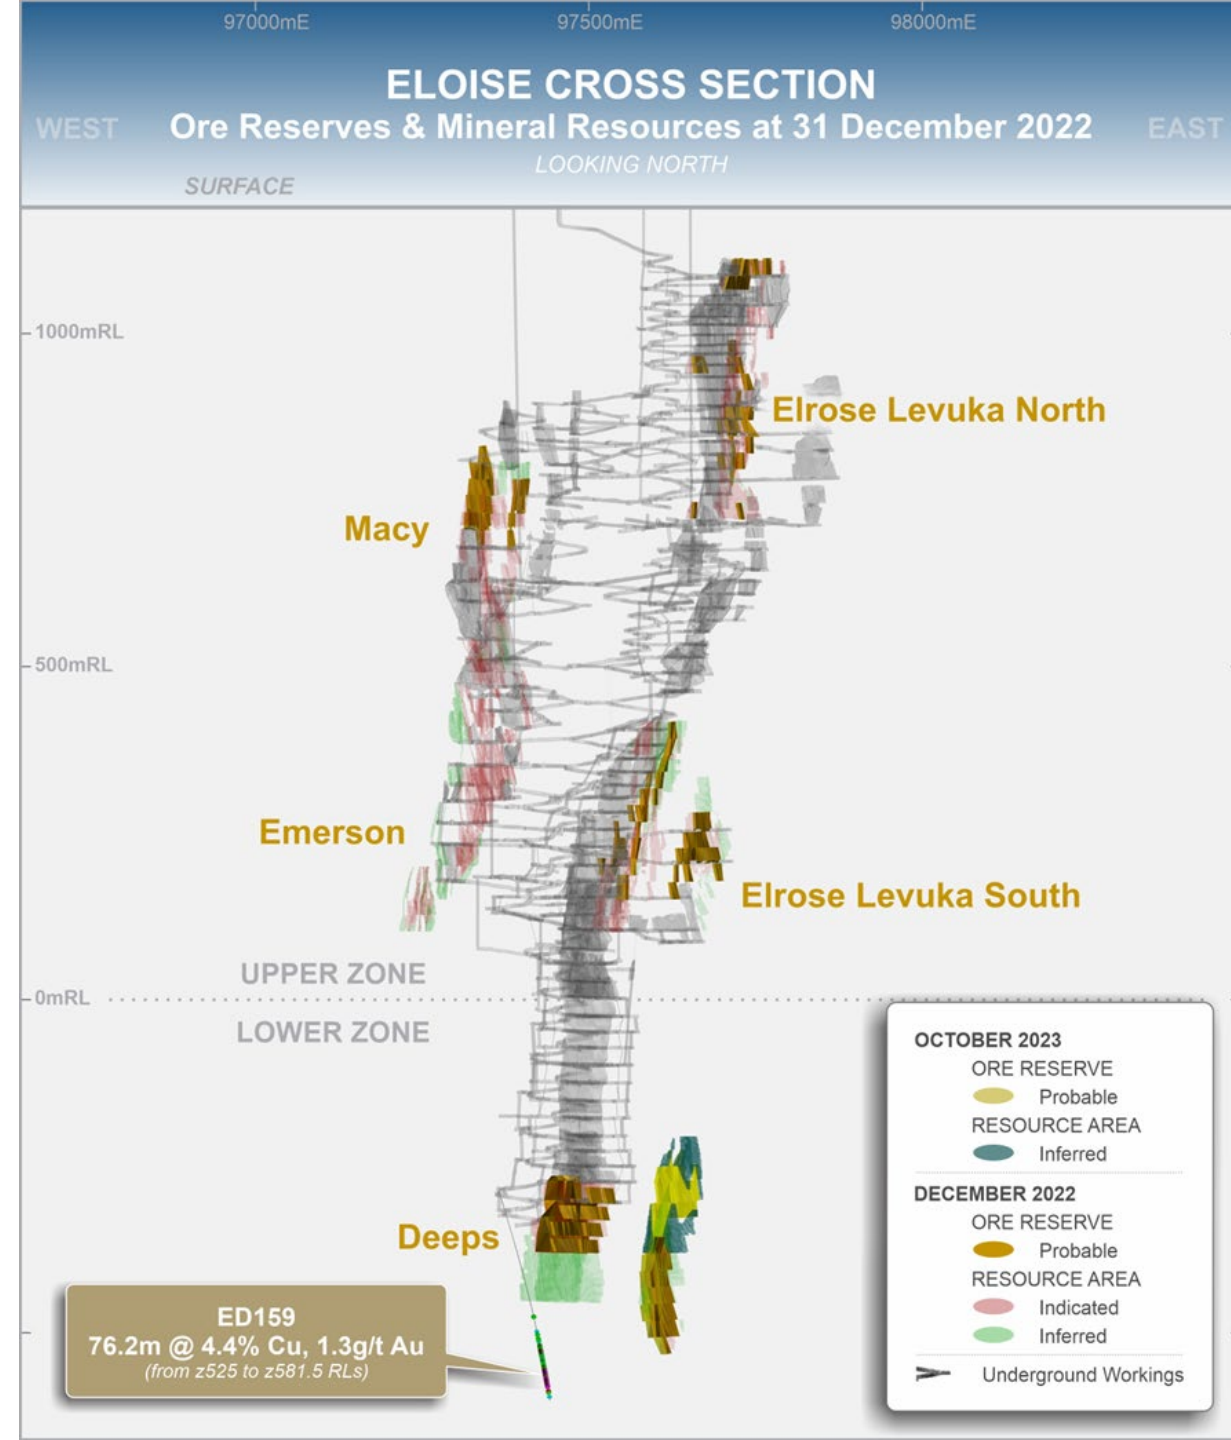 97000mE
97500mE
98000mE
ELOISE CROSS SECTION
WEST
Ore Reserves & Mineral Resources at 31 December 2022
EAST
LOOKING NORTH
SURFACE
1000mRL
Elrose Levuka North
Macy
500mRL
Emerson
Elrose Levuka South
UPPER ZONE
0mRL
LOWER ZONE
Deeps
ED159
76.2m @ 4.4% Cu, 1.3g/t Au
(from z525 to z581.5 RLs)
OCTOBER 2023
ORE RESERVE
Probable
RESOURCE AREA
Inferred
DECEMBER 2022
ORE RESERVE
Probable
RESOURCE AREA
Indicated
Inferred
Underground Workings